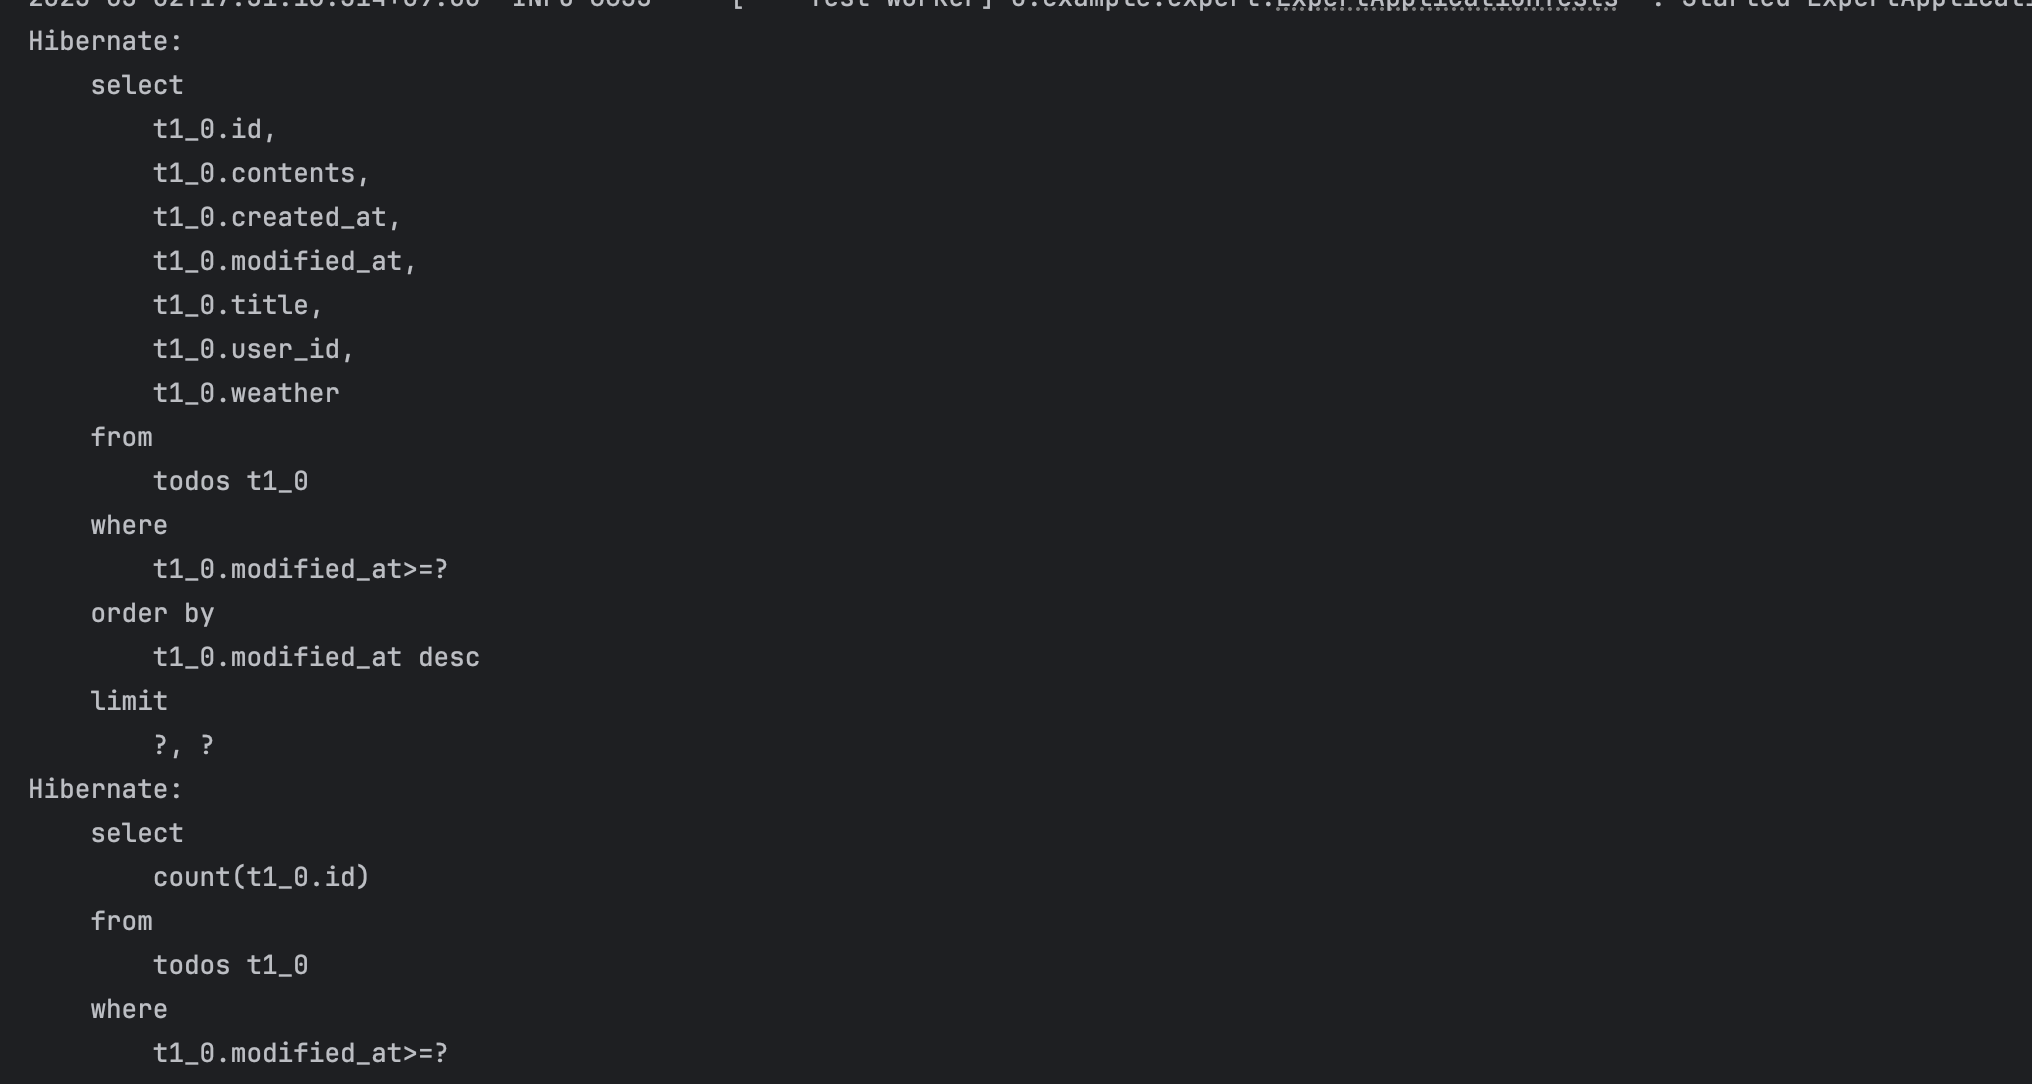 Hibernate:
    select
        t1_0.id,
        t1_0.contents,
        t1_0.created_at,
        t1_0.modified_at,
        t1_0.title,
        t1_0.user_id,
        t1_0.weather
    from
        todos t1_0
    where
        t1_0.modified_at>=?
    order by
        t1_0.modified_at desc
    limit
        ?, ?
Hibernate:
    select
        count(t1_0.id)
    from
        todos t1_0
    where
        t1_0.modified_at>=?